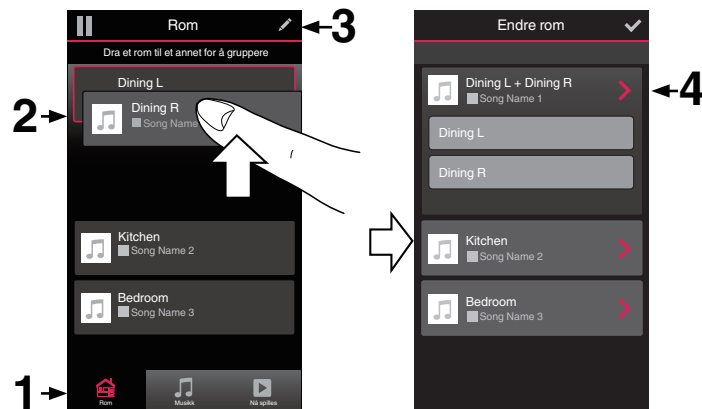 Rom
3
Dra et rom til et annet for å gruppere
Dining L
2
Dining R
Song Name
Kitchen
Song Name 2
Bedroom
Song Name 3
1
Rom
Musikk
Nå spilles
Endre rom
Dining L + Dining R
Song Name 1
4
Dining L
Dining R
Kitchen
Song Name 2
Bedroom
Song Name 3